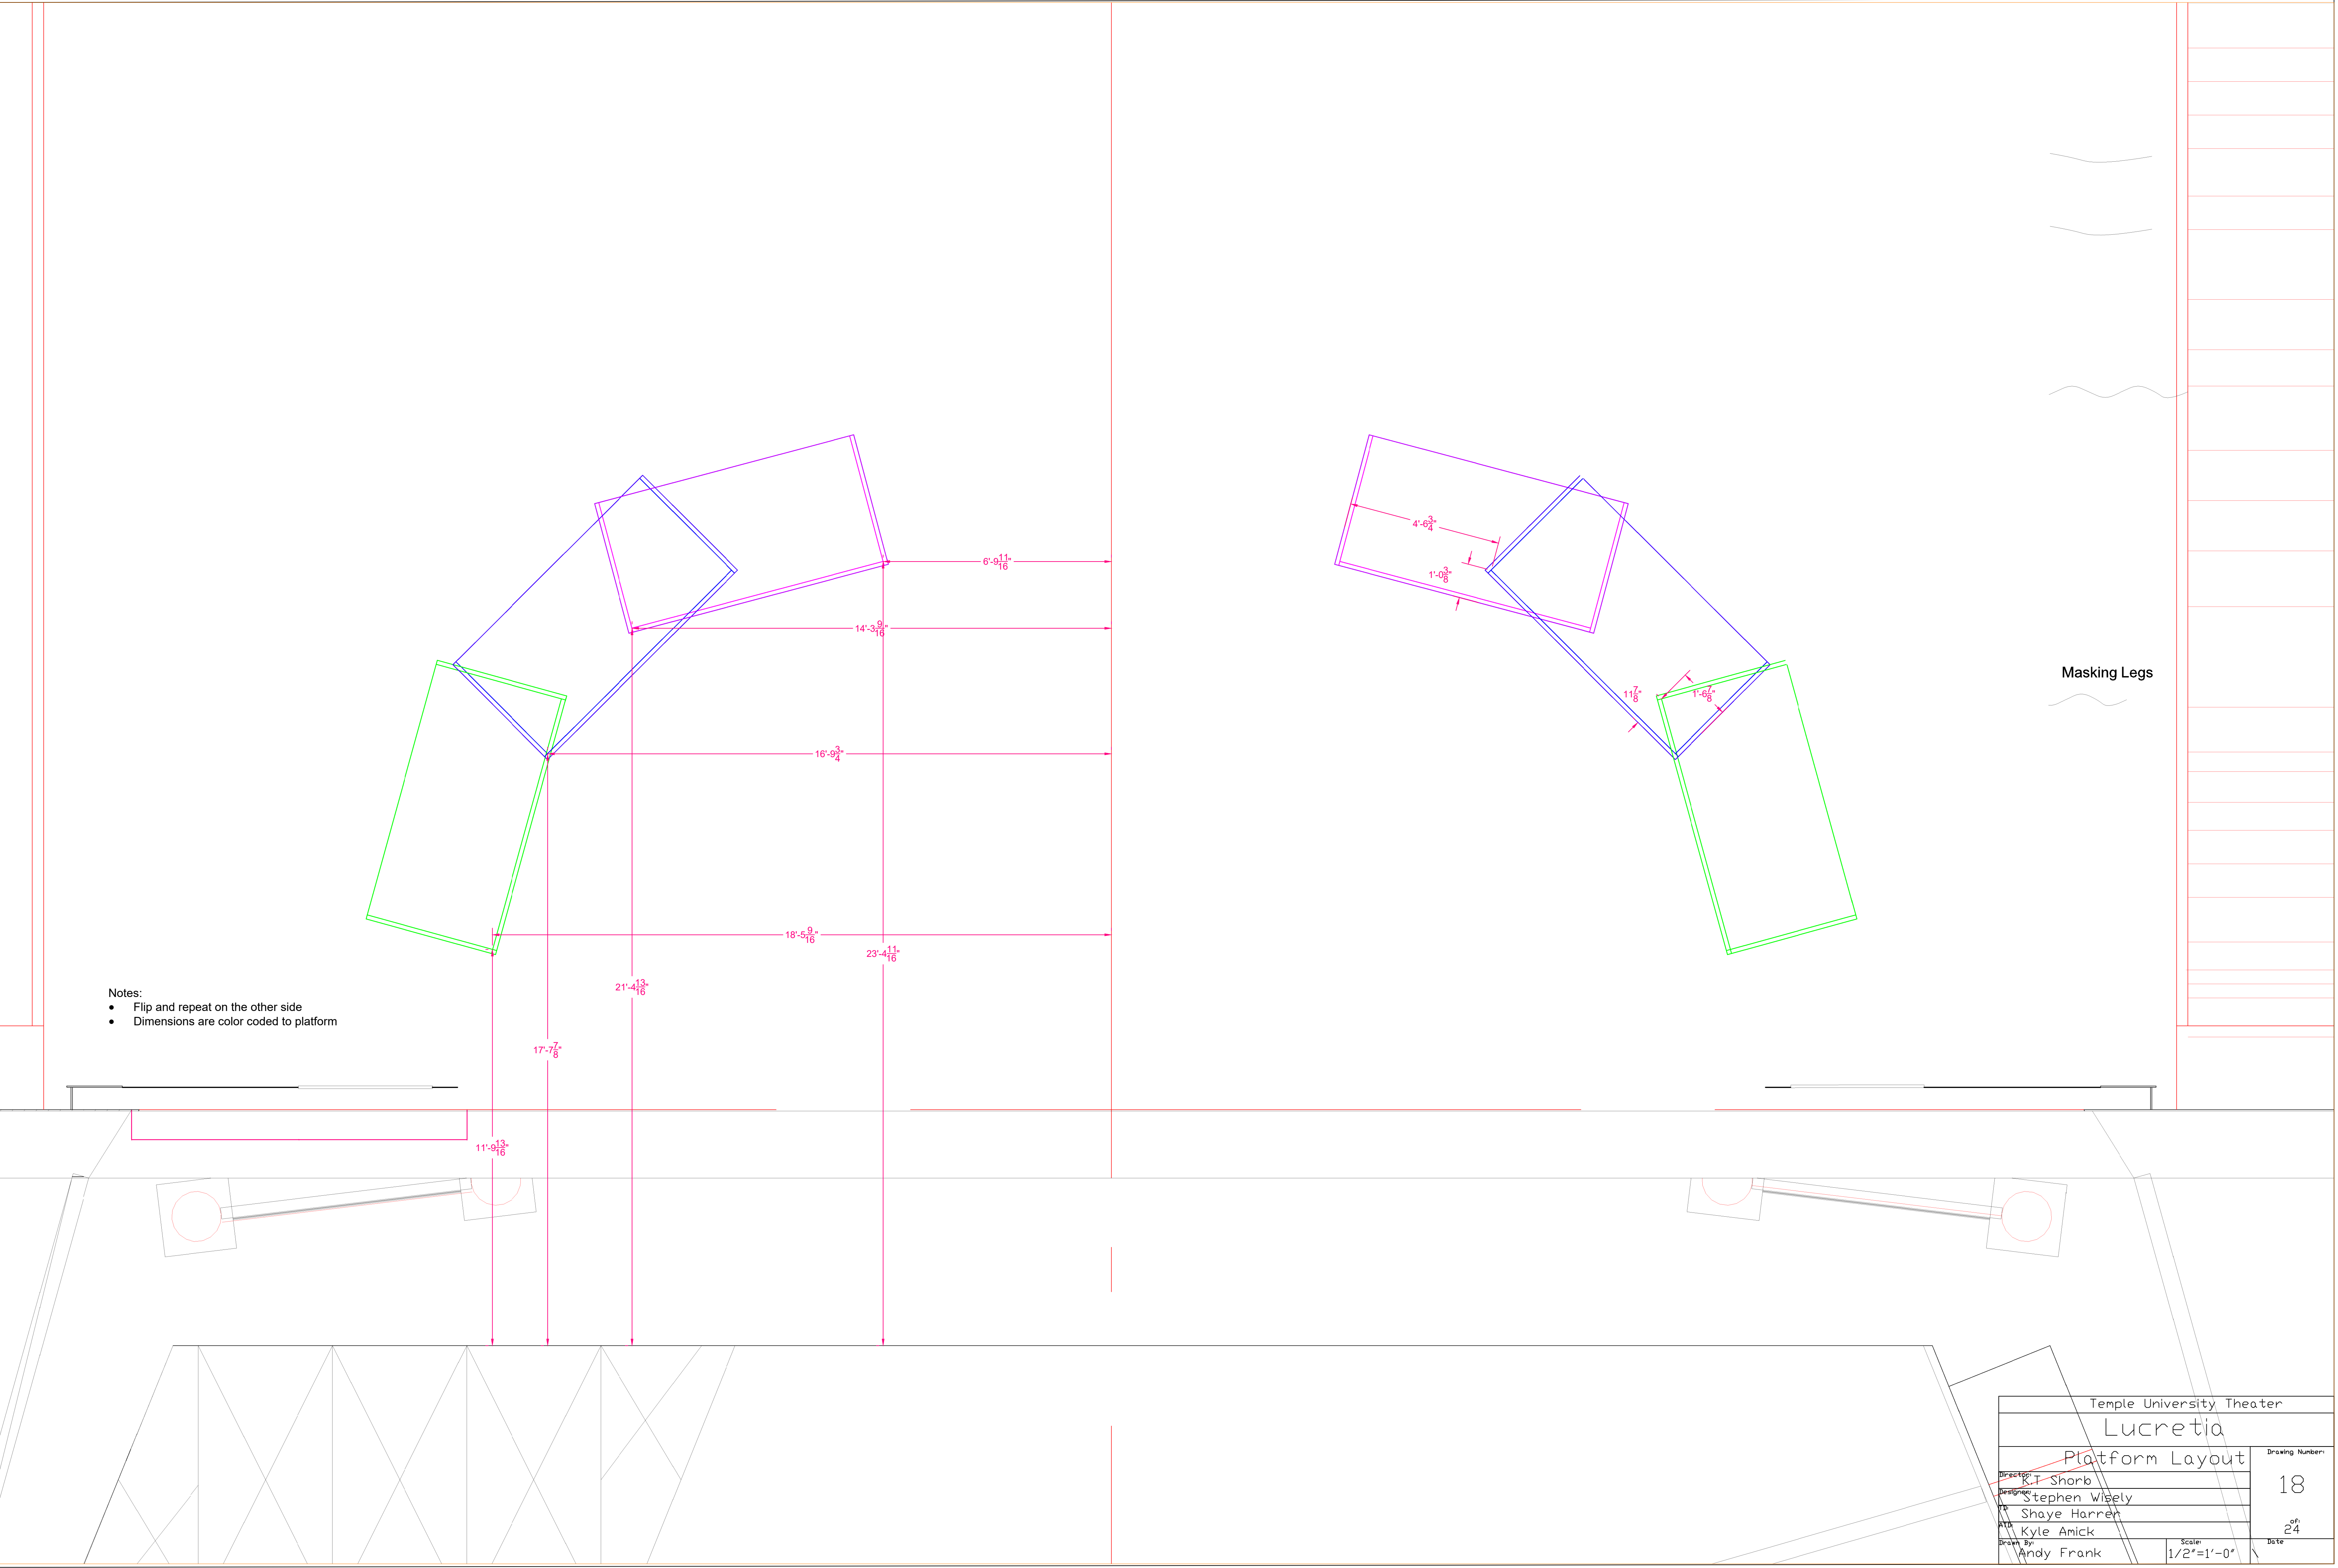 4'-6 3/4"
6'-9 11/16"
1'-0 3/8"
14'-3 9/16"
Masking Legs
11 7/8"
1'-6 7/8"
16'-9 3/4"
18'-5 9/16"
23'-4 11/16"
21'-4 13/16"
Notes:
● Flip and repeat on the other side
● Dimensions are color coded to platform
17'-7 7/8"
11'-9 13/16"
Temple University Theater
Lucretia
Platform Layout
Drawing Number:
18
of:
24
Director:
K.T Shorb
Designer:
Stephen Wisely
TD:
Shaye Harrer
ATD:
Kyle Amick
Drawn By:
Andy Frank
Scale:
1/2"=1'-0"
Date